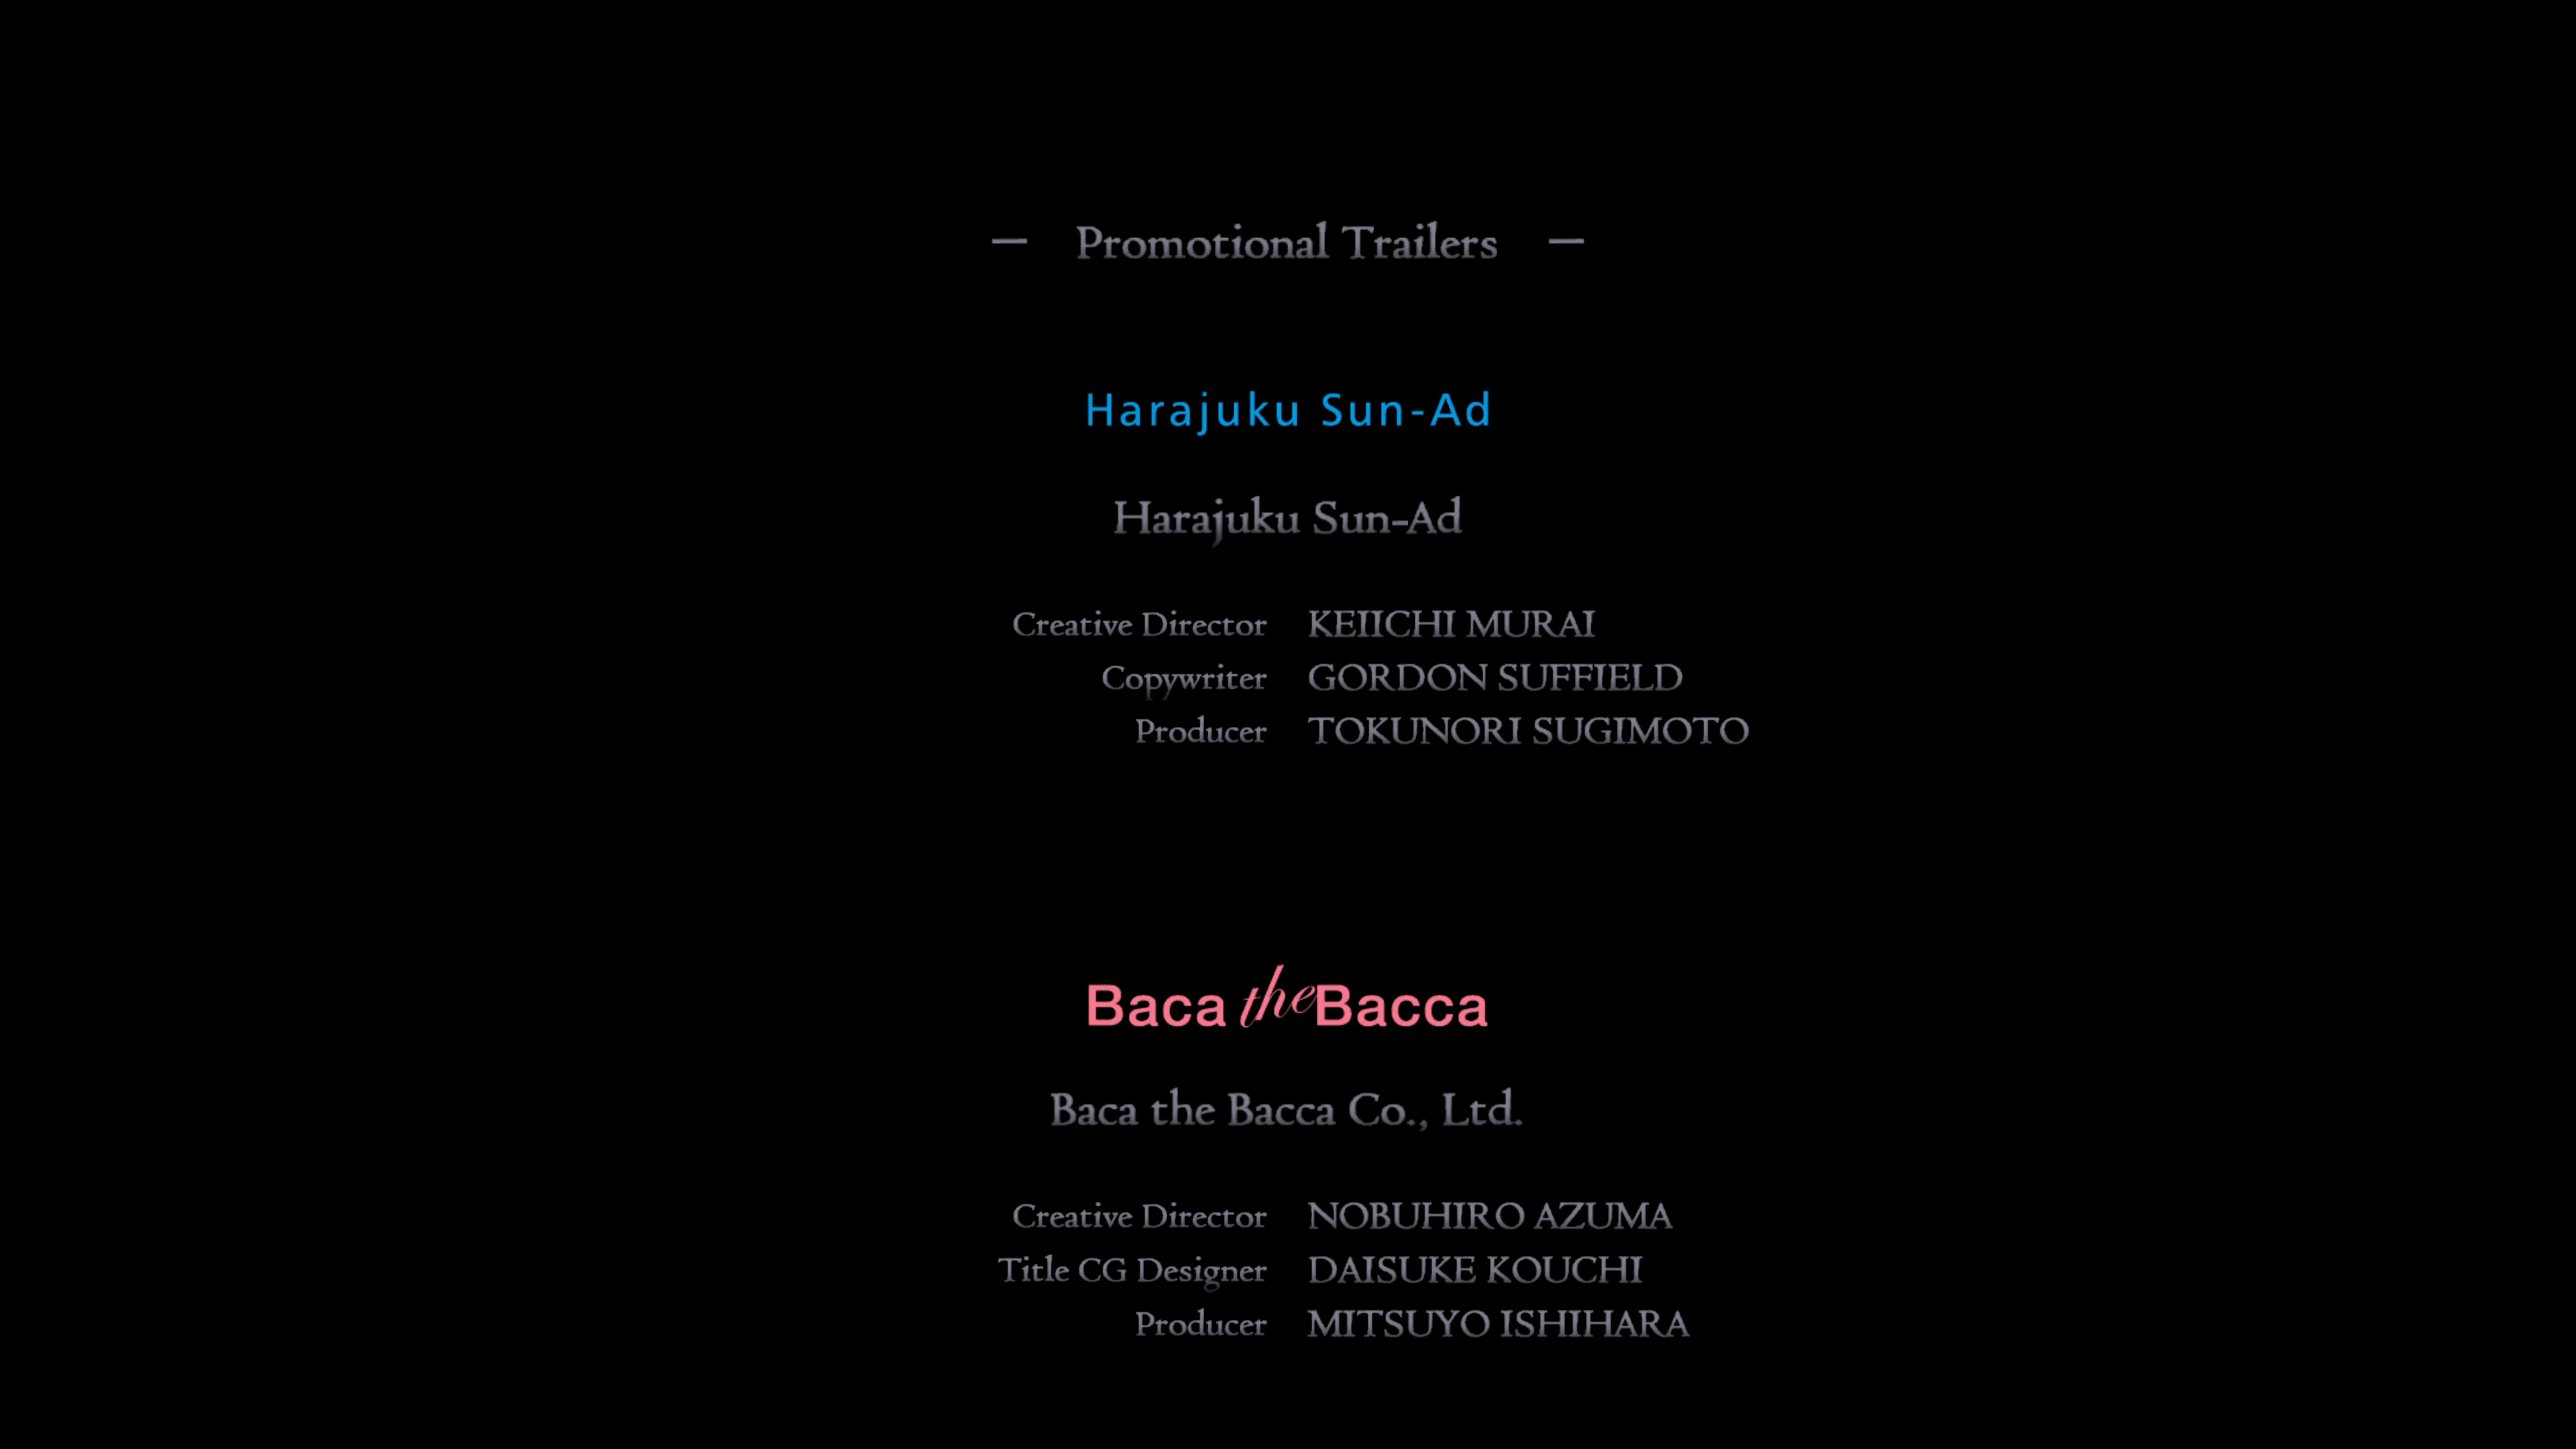 — Promotional Trailers —
Harajuku Sun-Ad
Harajuku Sun-Ad
Creative Director KEIICHI MURAI
Copywriter GORDON SUFFIELD
Producer TOKUNORI SUGIMOTO
Baca the Bacca
Baca the Bacca Co., Ltd.
Creative Director NOBUHIRO AZUMA
Title CG Designer DAISUKE KOUCHI
Producer MITSUYO ISHIHARA